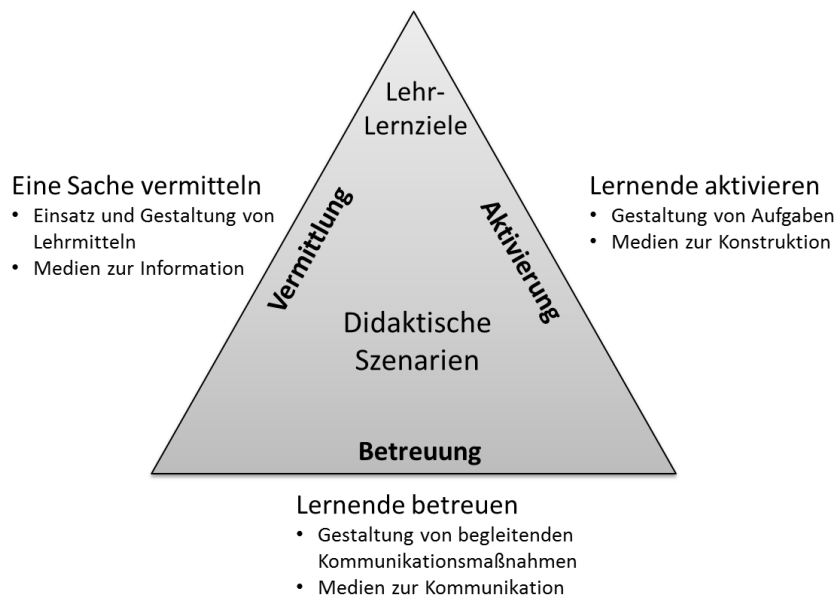 Lehr-
Lernziele
Eine Sache vermitteln
• Einsatz und Gestaltung von
Lehrmitteln
• Medien zur Information
Vermittlung
Aktivierung
Lernende aktivieren
• Gestaltung von Aufgaben
• Medien zur Konstruktion
Didaktische
Szenarien
Betreuung
Lernende betreuen
• Gestaltung von begleitenden
Kommunikationsmaßnahmen
• Medien zur Kommunikation